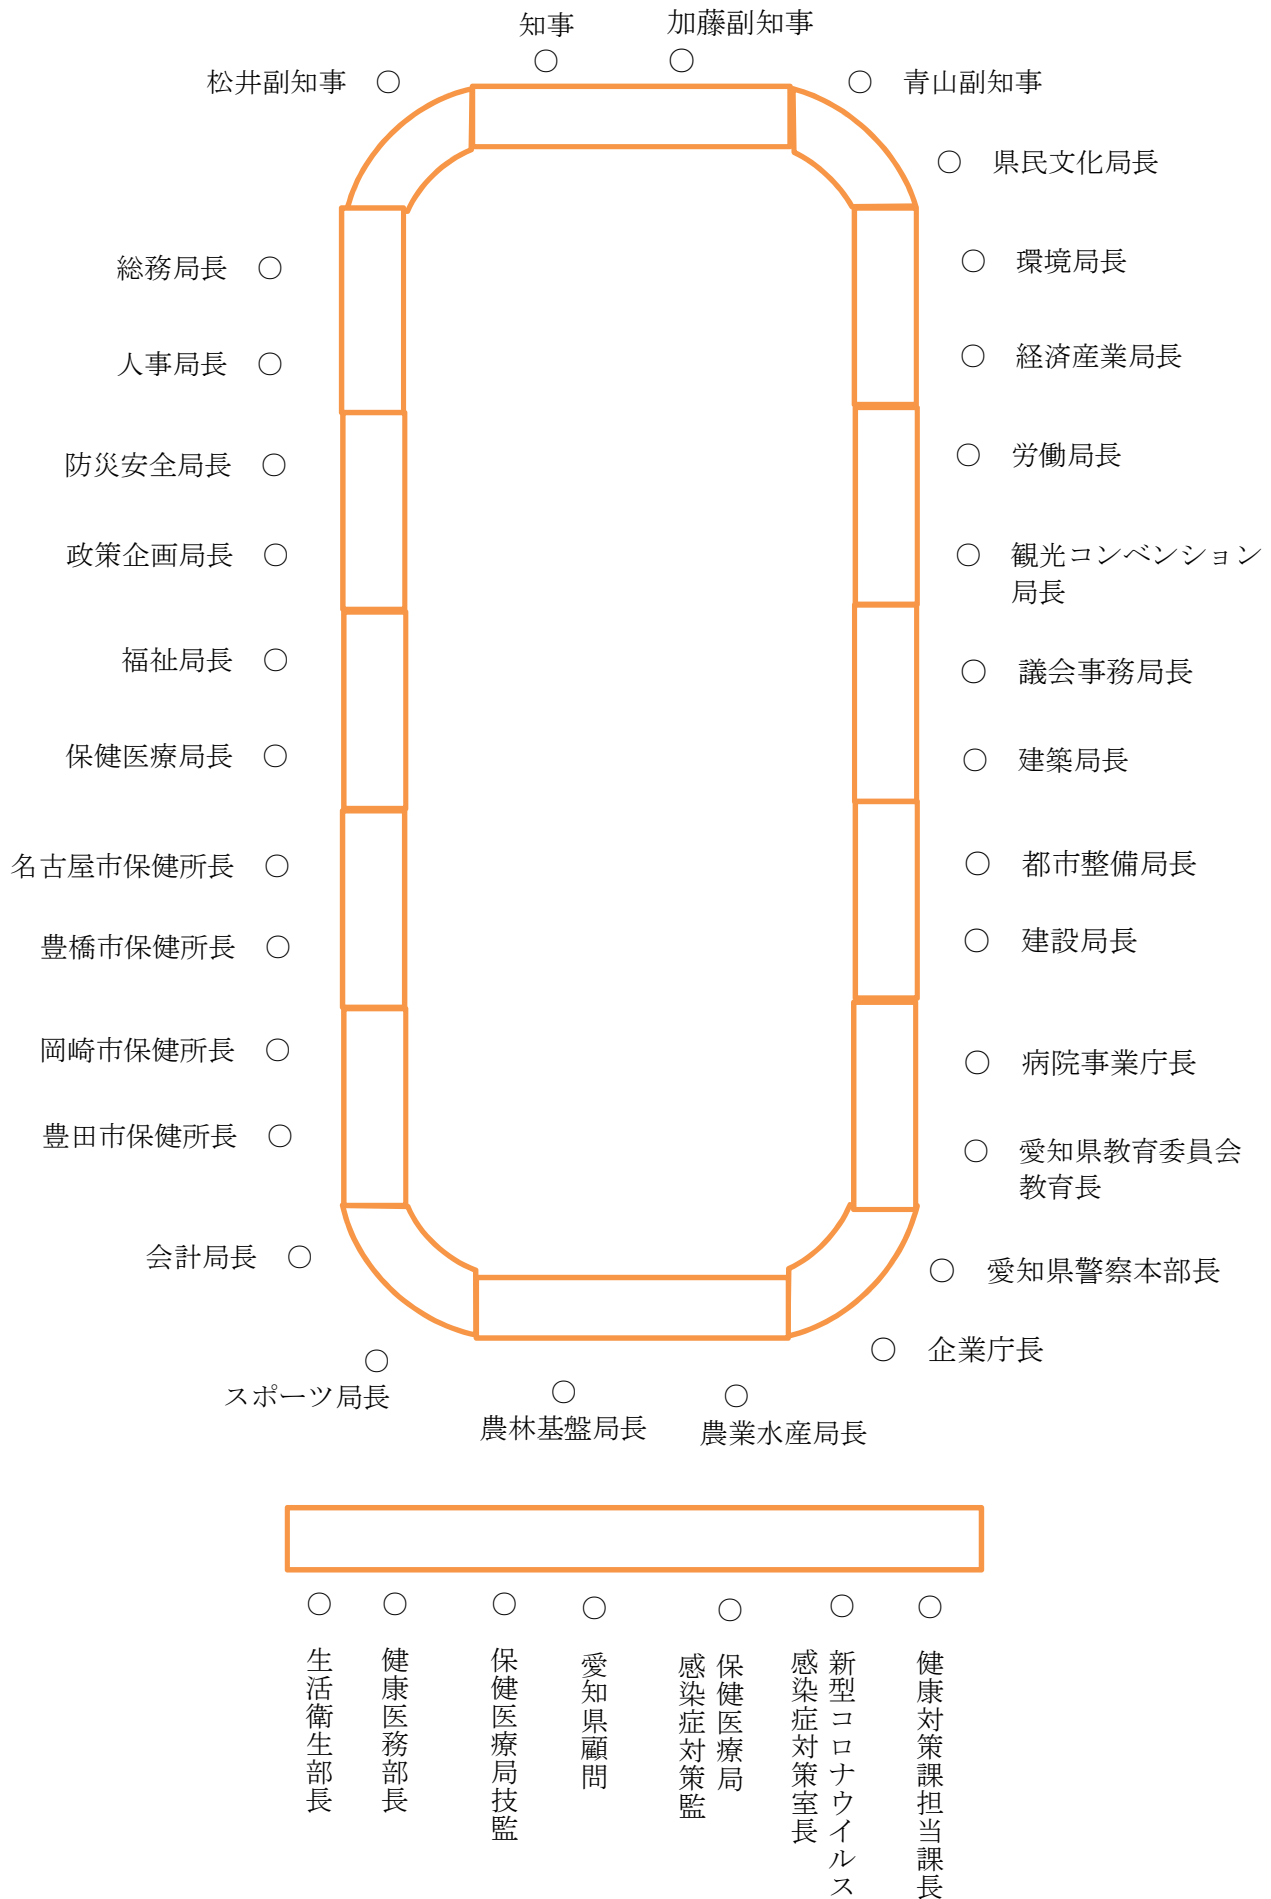 知事
加藤副知事
松井副知事 ○
○
○
○ 青山副知事
○ 県民文化局長
総務局長 ○
○ 環境局長
人事局長 ○
○ 経済産業局長
防災安全局長 ○
○ 労働局長
政策企画局長 ○
○ 観光コンベンション
局長
福祉局長 ○
○ 議会事務局長
保健医療局長 ○
○ 建築局長
名古屋市保健所長 ○
○ 都市整備局長
豊橋市保健所長 ○
○ 建設局長
岡崎市保健所長 ○
○ 病院事業庁長
豊田市保健所長 ○
○ 愛知県教育委員会
教育長
会計局長 ○
○ 愛知県警察本部長
○
スポーツ局長
○ 企業庁長
○
農林基盤局長
○
農業水産局長
○ 生活衛生部長
○ 健康医務部長
○ 保健医療局技監
○ 愛知県顧問
○ 保健医療局
感染症対策監
○ 新型コロナウイルス
感染症対策室長
○ 健康対策課担当課長